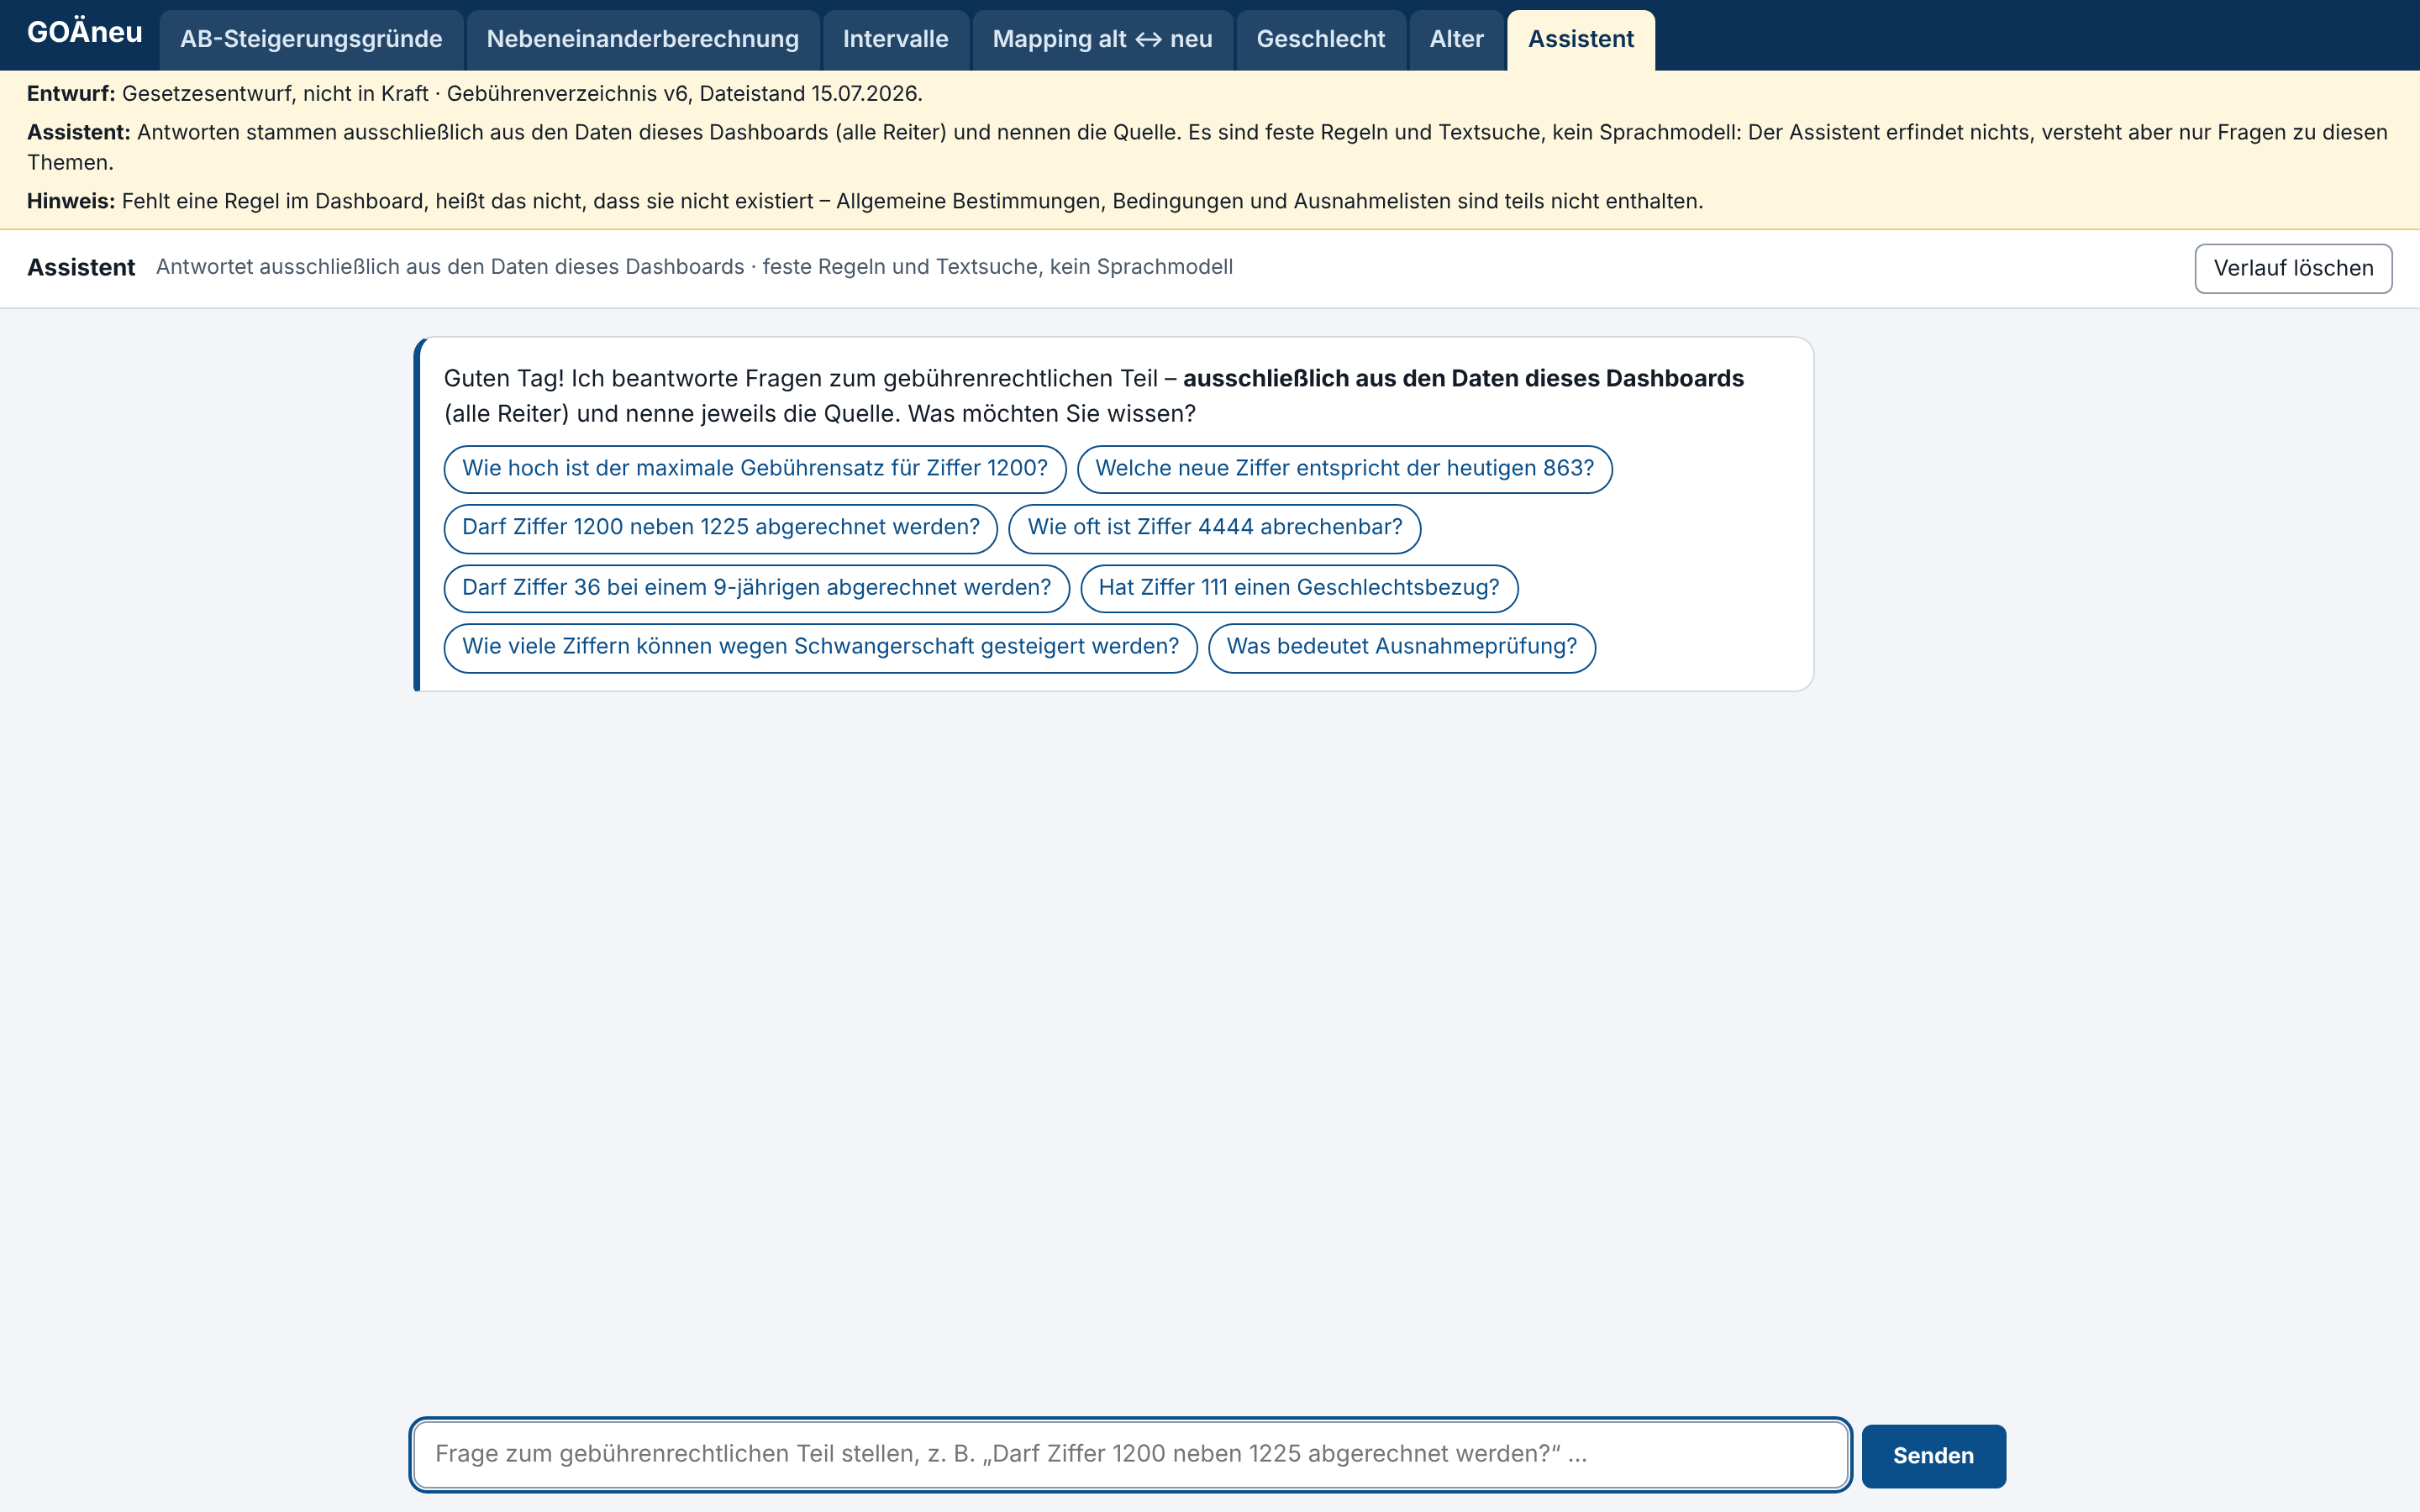 GOÄneu
AB-Steigerungsgründe
Nebeneinanderberechnung
Intervalle
Mapping alt ↔ neu
Geschlecht
Alter
Assistent
Entwurf: Gesetzesentwurf, nicht in Kraft · Gebührenverzeichnis v6, Dateistand 15.07.2026.
Assistent: Antworten stammen ausschließlich aus den Daten dieses Dashboards (alle Reiter) und nennen die Quelle. Es sind feste Regeln und Textsuche, kein Sprachmodell: Der Assistent erfindet nichts, versteht aber nur Fragen zu diesen
Themen.
Hinweis: Fehlt eine Regel im Dashboard, heißt das nicht, dass sie nicht existiert – Allgemeine Bestimmungen, Bedingungen und Ausnahmelisten sind teils nicht enthalten.
Assistent Antwortet ausschließlich aus den Daten dieses Dashboards · feste Regeln und Textsuche, kein Sprachmodell
Verlauf löschen
Guten Tag! Ich beantworte Fragen zum gebührenrechtlichen Teil – ausschließlich aus den Daten dieses Dashboards
(alle Reiter) und nenne jeweils die Quelle. Was möchten Sie wissen?
Wie hoch ist der maximale Gebührensatz für Ziffer 1200?
Welche neue Ziffer entspricht der heutigen 863?
Darf Ziffer 1200 neben 1225 abgerechnet werden?
Wie oft ist Ziffer 4444 abrechenbar?
Darf Ziffer 36 bei einem 9-jährigen abgerechnet werden?
Hat Ziffer 111 einen Geschlechtsbezug?
Wie viele Ziffern können wegen Schwangerschaft gesteigert werden?
Was bedeutet Ausnahmeprüfung?
Frage zum gebührenrechtlichen Teil stellen, z. B. „Darf Ziffer 1200 neben 1225 abgerechnet werden?“ ...
Senden